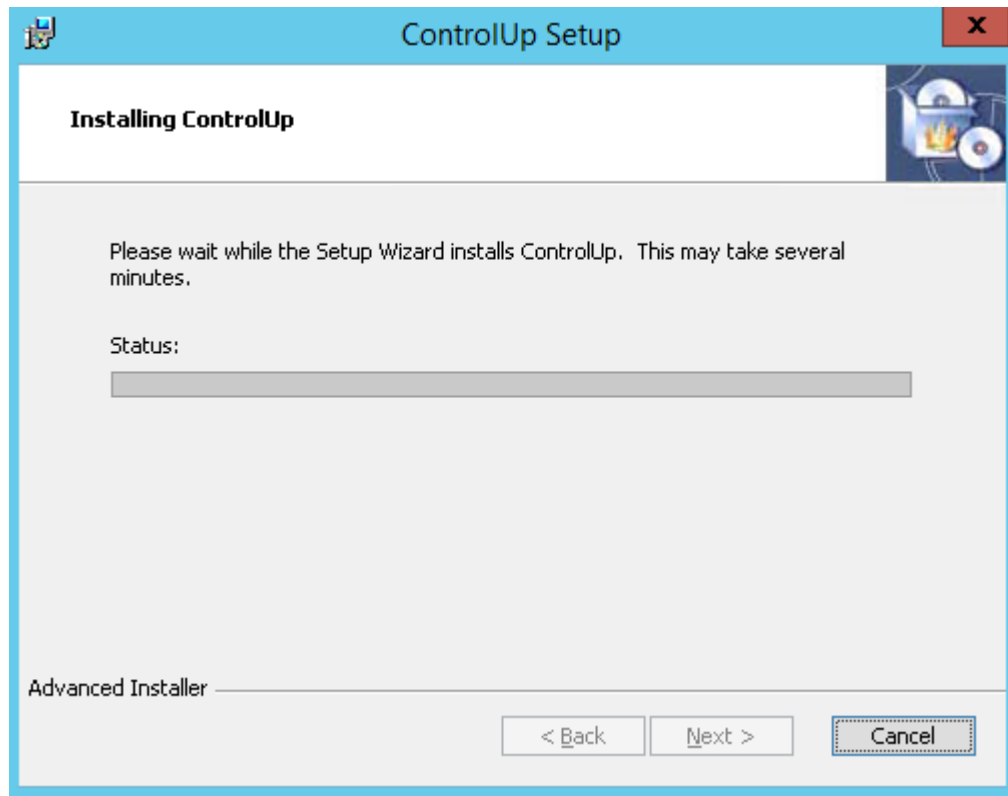 ControlUp Setup
x
Installing ControlUp
Please wait while the Setup Wizard installs ControlUp.  This may take several
minutes.
Status:
Advanced Installer
< Back
Next >
Cancel